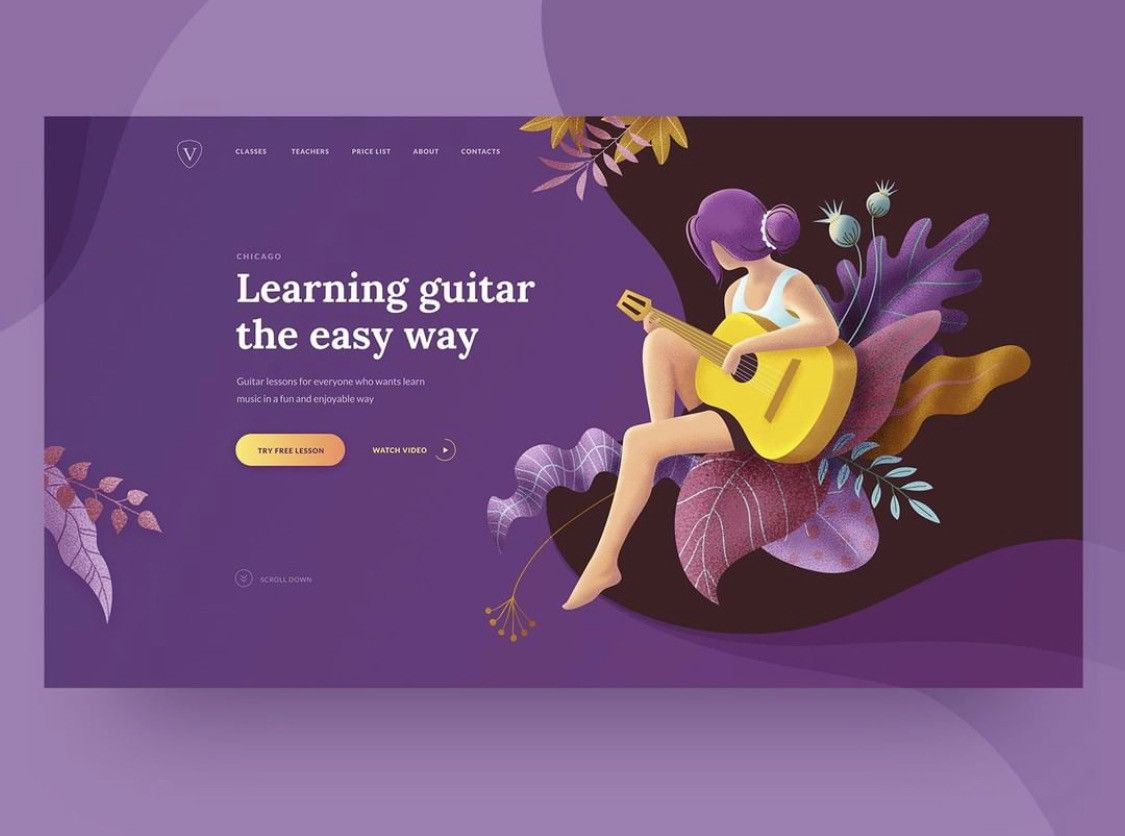 V
CLASSES TEACHERS PRICE LIST ABOUT CONTACTS
CHICAGO
Learning guitar
the easy way
Guitar lessons for everyone who wants learn
music in a fun and enjoyable way
TRY FREE LESSON WATCH VIDEO
SCROLL DOWN